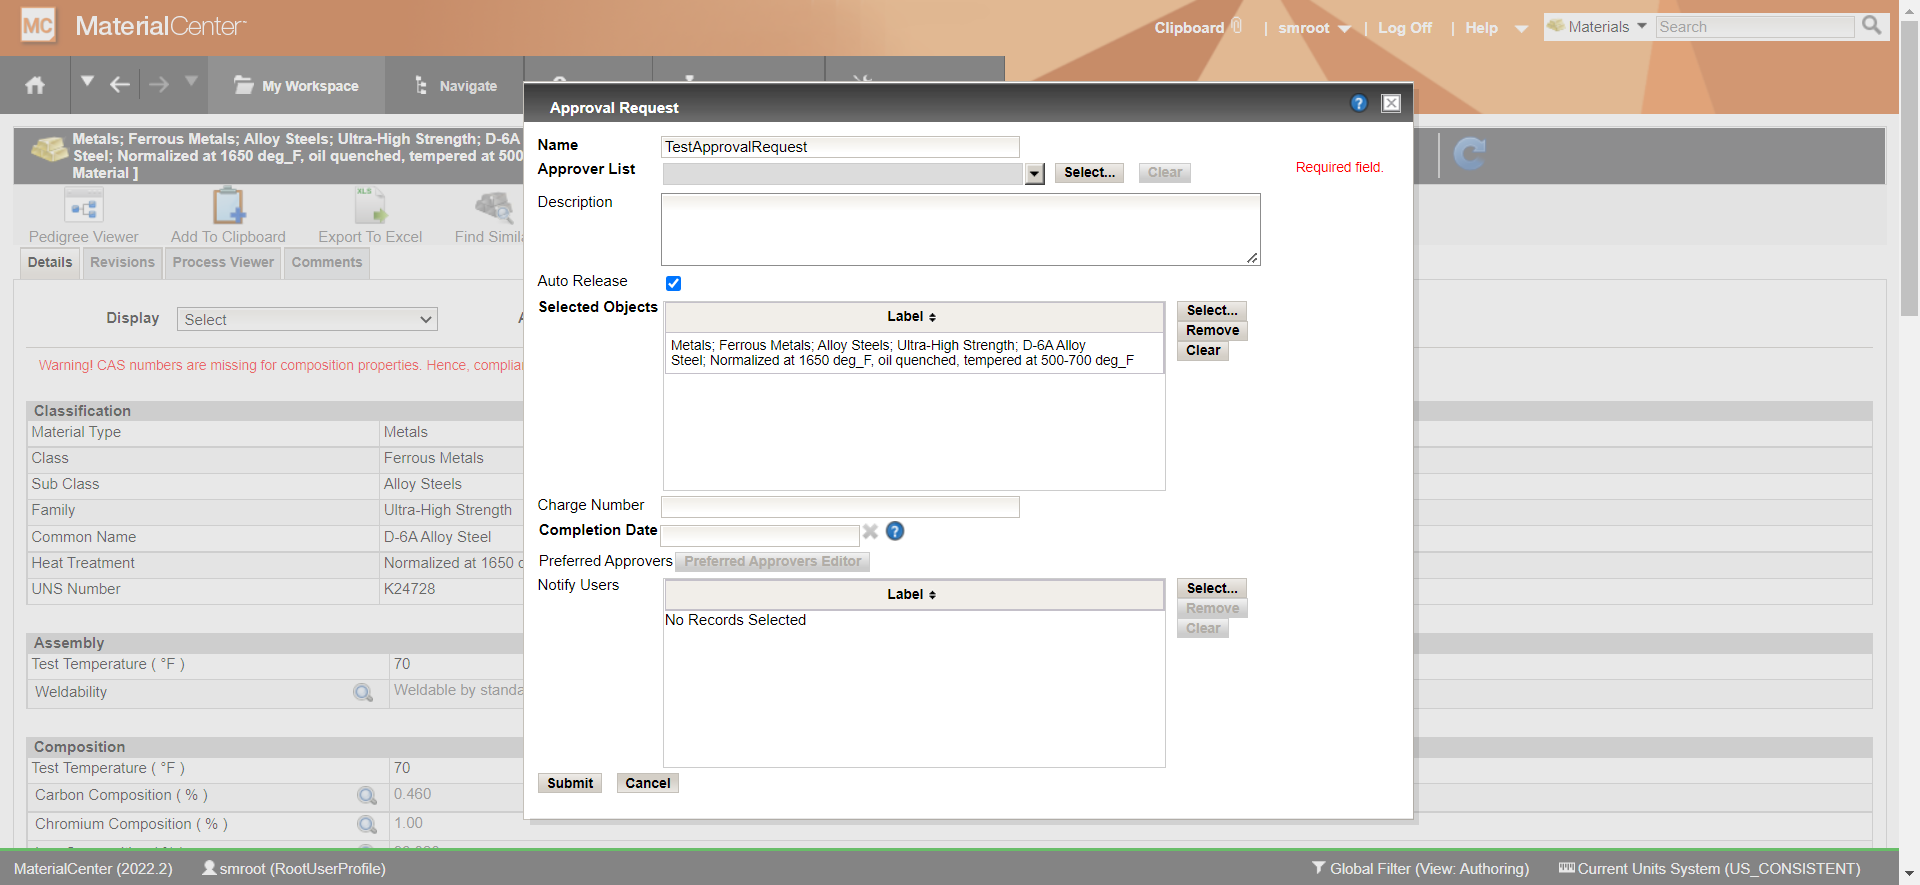 MC MaterialCenter
Clipboard | smroot | Log Off | Help Materials Search
My Workspace Navigate
Metals; Ferrous Metals; Alloy Steels; Ultra-High Strength; D-6A
Steel; Normalized at 1650 deg_F, oil quenched, tempered at 500
Material ]
Pedigree Viewer Add To Clipboard Export To Excel Find Simila
Details Revisions Process Viewer Comments
Display Select
Warning! CAS numbers are missing for composition properties. Hence, complian
Classification
Material Type Metals
Class Ferrous Metals
Sub Class Alloy Steels
Family Ultra-High Strength
Common Name D-6A Alloy Steel
Heat Treatment Normalized at 1650 d
UNS Number K24728
Assembly
Test Temperature ( °F ) 70
Weldability Weldable by standa
Composition
Test Temperature ( °F ) 70
Carbon Composition ( % ) 0.460
Chromium Composition ( % ) 1.00
Approval Request
Name TestApprovalRequest
Approver List Select... Clear Required field.
Description
Auto Release
Selected Objects Label Select...
Remove
Clear
Metals; Ferrous Metals; Alloy Steels; Ultra-High Strength; D-6A Alloy
Steel; Normalized at 1650 deg_F, oil quenched, tempered at 500-700 deg_F
Charge Number
Completion Date
Preferred Approvers Preferred Approvers Editor
Notify Users Label Select...
Remove
Clear
No Records Selected
Submit Cancel
MaterialCenter (2022.2) smroot (RootUserProfile) Global Filter (View: Authoring) Current Units System (US_CONSISTENT)